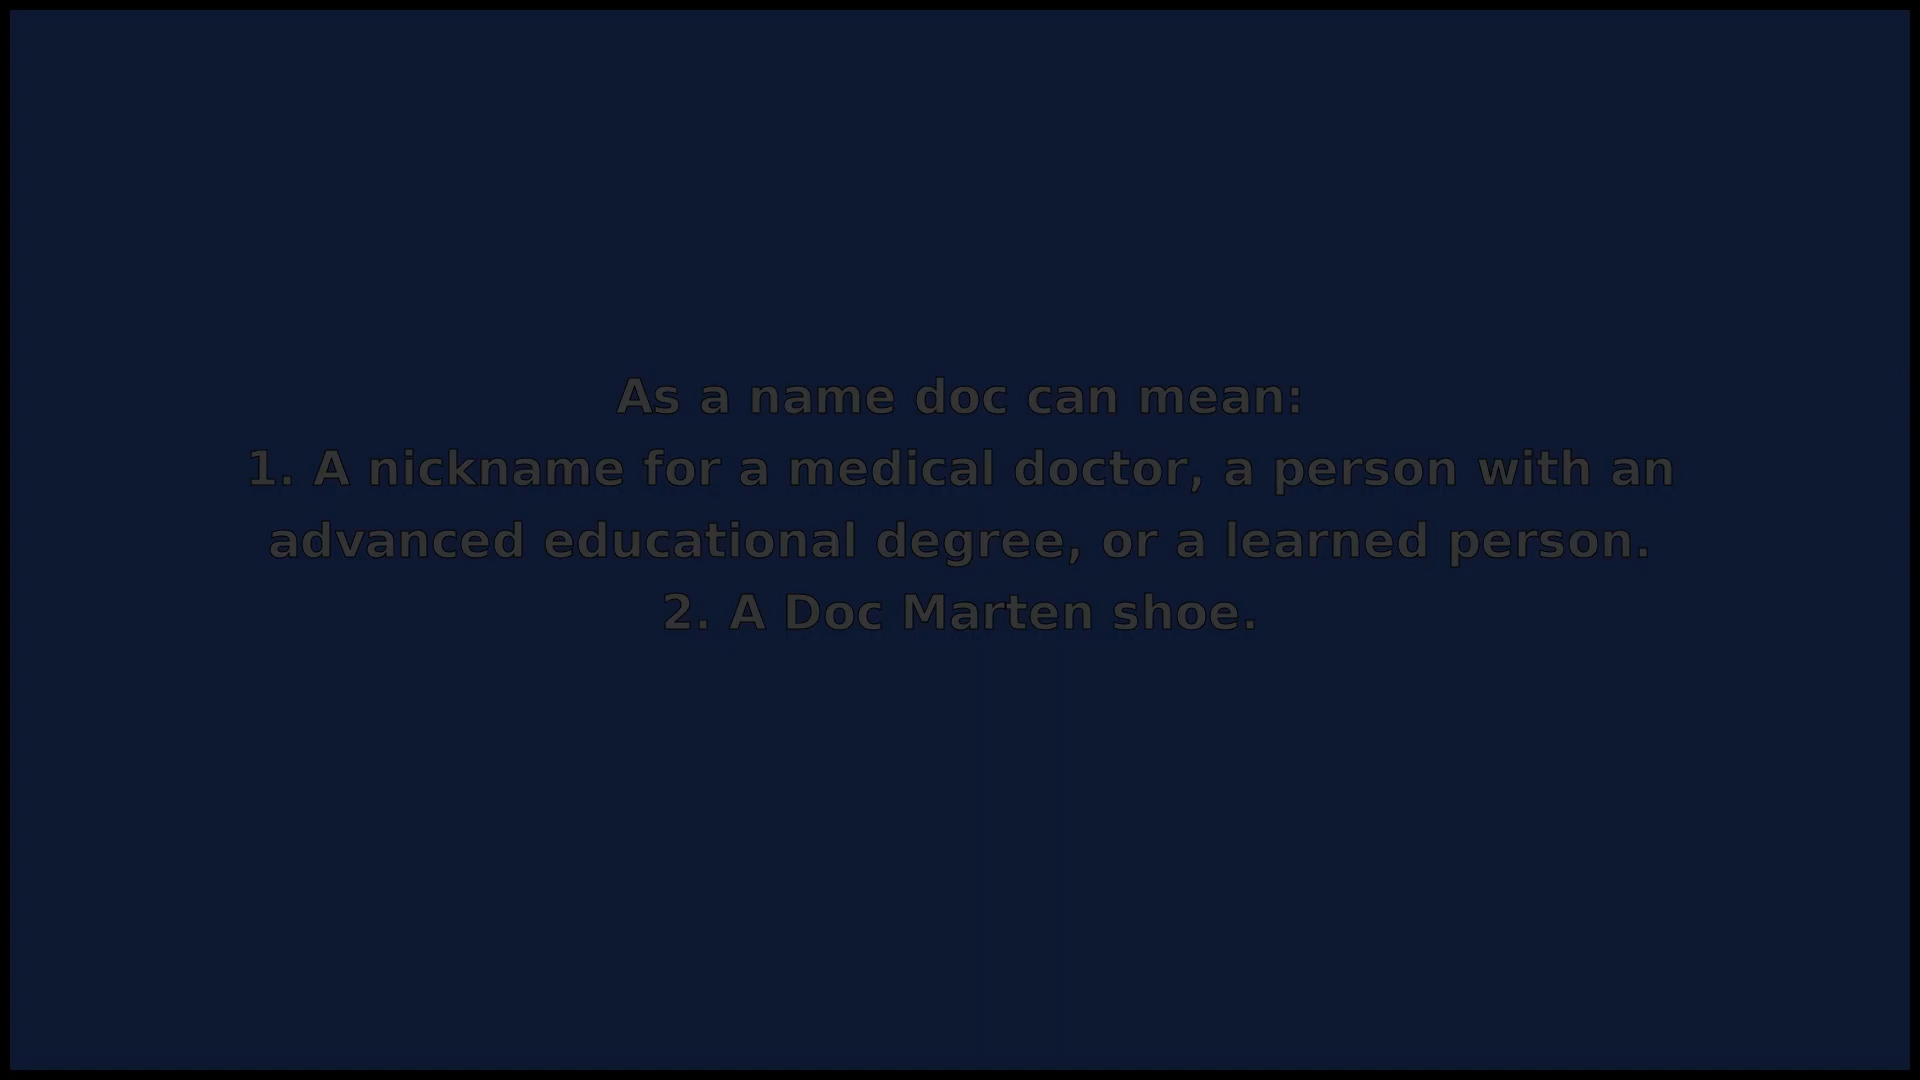 As a name doc can mean:
1. A nickname for a medical doctor, a person with an
advanced educational degree, or a learned person.
2. A Doc Marten shoe.